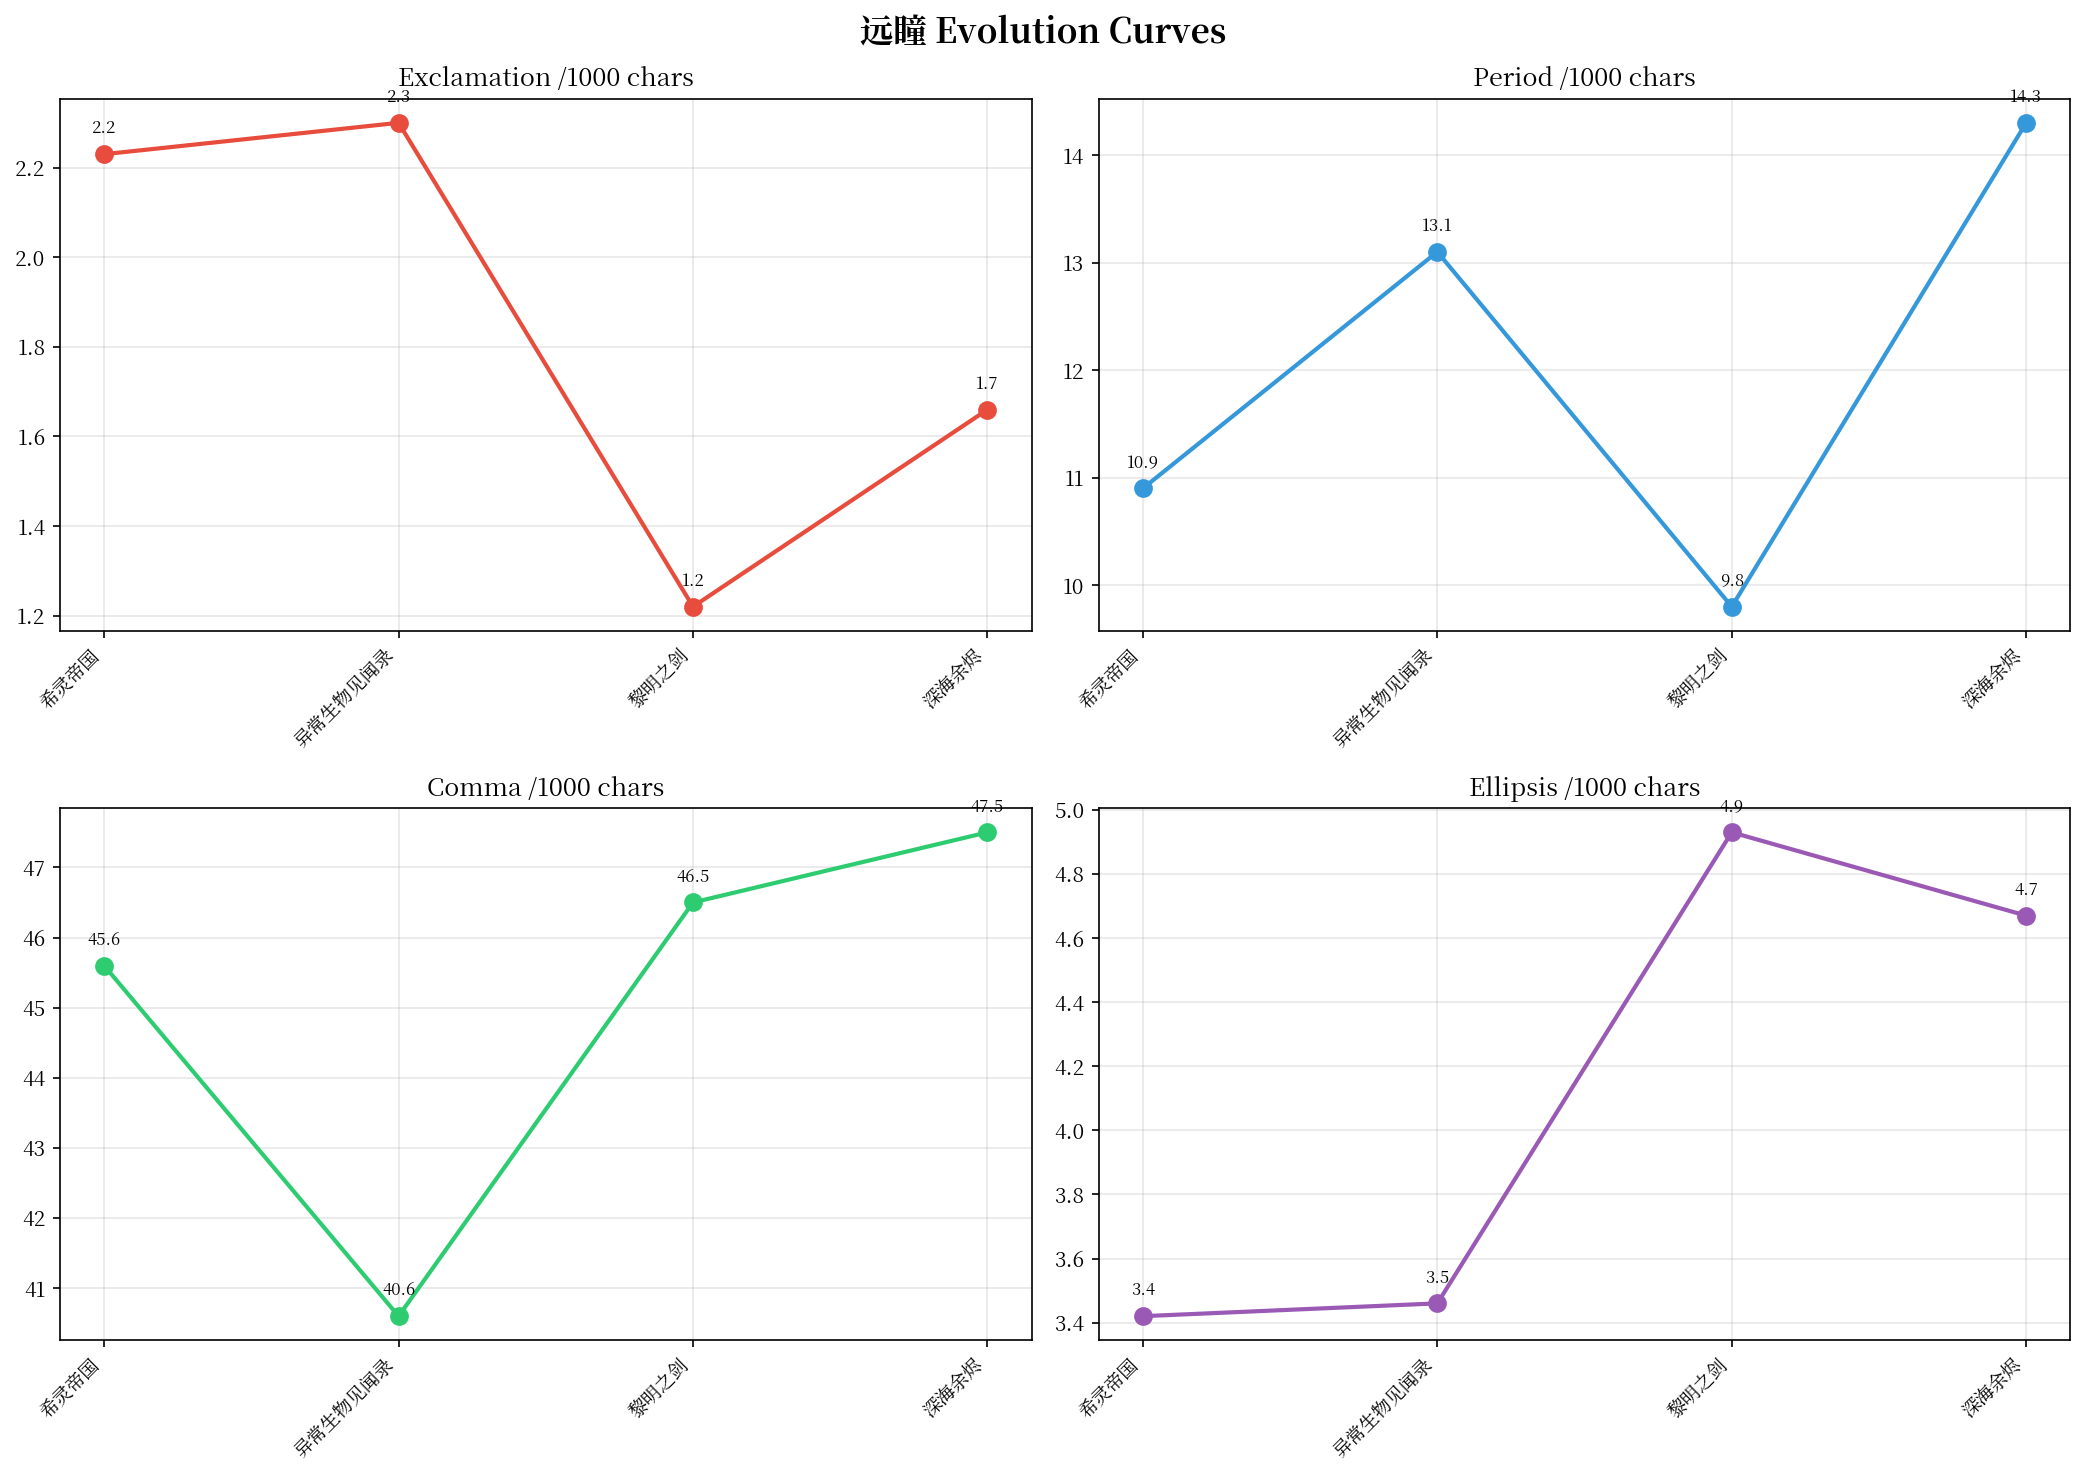 远瞳 Evolution Curves
Exclamation /1000 chars
2.2
2.0
1.8
1.6
1.4
1.2
2.2
2.3
1.2
1.7
希灵帝国
异常生物见闻录
黎明之剑
深海余烬
Period /1000 chars
14
13
12
11
10
10.9
13.1
9.8
14.3
希灵帝国
异常生物见闻录
黎明之剑
深海余烬
Comma /1000 chars
47
46
45
44
43
42
41
45.6
40.6
46.5
47.5
希灵帝国
异常生物见闻录
黎明之剑
深海余烬
Ellipsis /1000 chars
5.0
4.8
4.6
4.4
4.2
4.0
3.8
3.6
3.4
3.4
3.5
4.9
4.7
希灵帝国
异常生物见闻录
黎明之剑
深海余烬